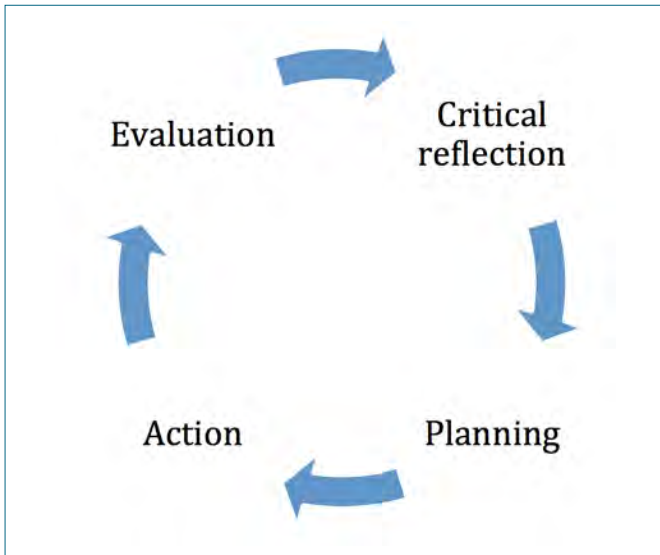 Evaluation
Critical
reflection
Action
Planning